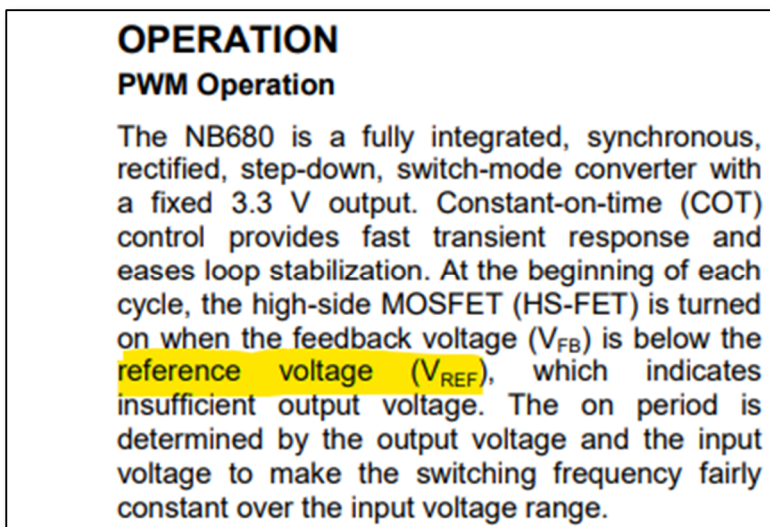 OPERATION
PWM Operation
The NB680 is a fully integrated, synchronous,
rectified, step-down, switch-mode converter with
a fixed 3.3 V output. Constant-on-time (COT)
control provides fast transient response and
eases loop stabilization. At the beginning of each
cycle, the high-side MOSFET (HS-FET) is turned
on when the feedback voltage (VFB) is below the
reference voltage (VREF), which indicates
insufficient output voltage. The on period is
determined by the output voltage and the input
voltage to make the switching frequency fairly
constant over the input voltage range.